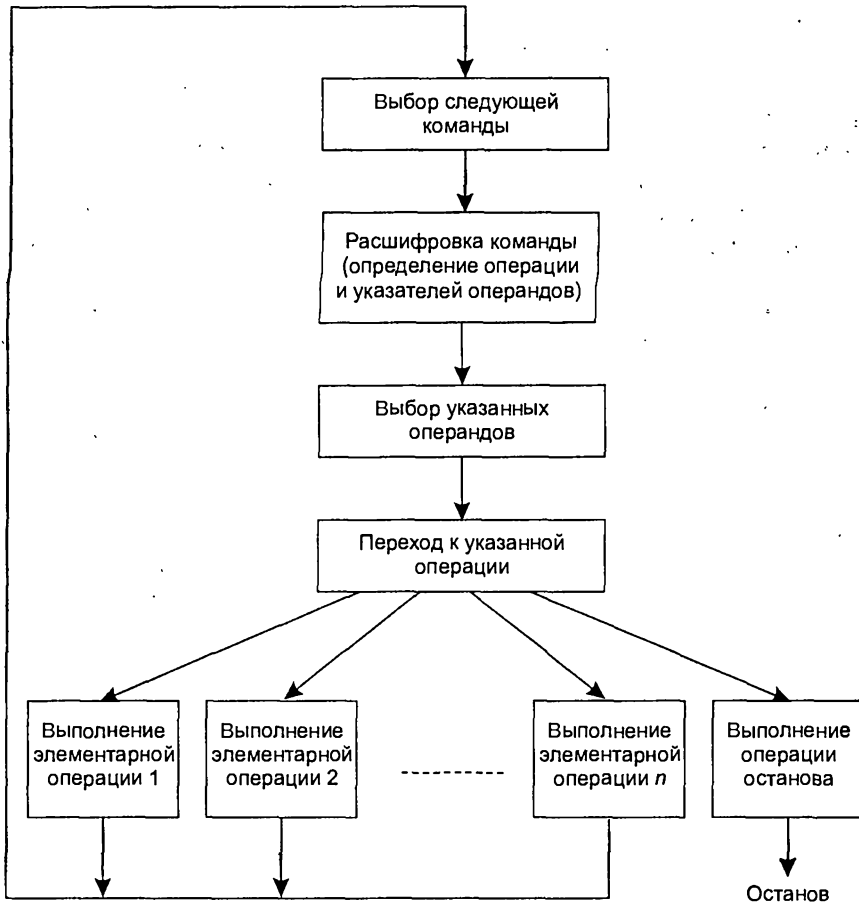 Выбор следующей
команды
Расшифровка команды
(определение операции
и указателей операндов)
Выбор указанных
операндов
Переход к указанной
операции
Выполнение
элементарной
операции 1
Выполнение
элементарной
операции 2
Выполнение
элементарной
операции n
Выполнение
операции
останова
Останов